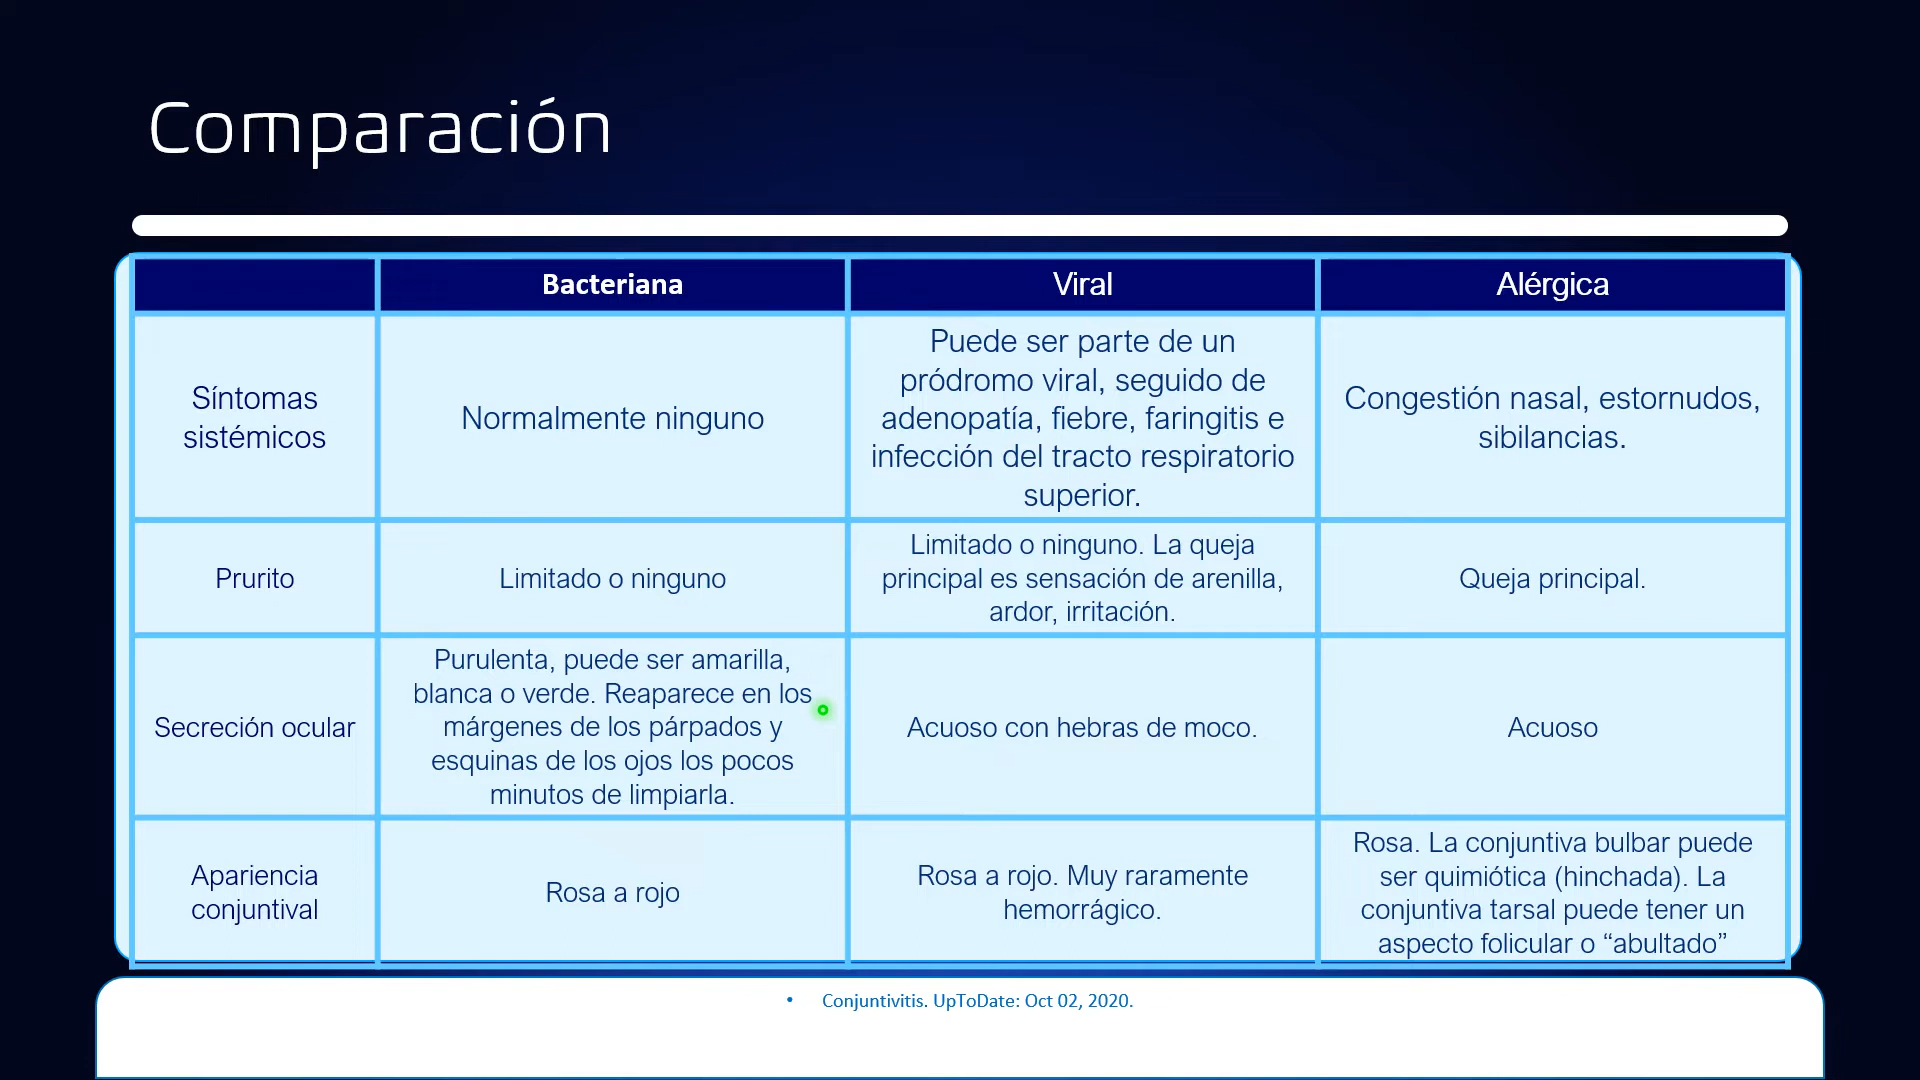 Comparación
Bacteriana
Viral
Alérgica
Síntomas
sistémicos
Normalmente ninguno
Puede ser parte de un
pródromo viral, seguido de
adenopatía, fiebre, faringitis e
infección del tracto respiratorio
superior.
Congestión nasal, estornudos,
sibilancias.
Prurito
Limitado o ninguno
Limitado o ninguno. La queja
principal es sensación de arenilla,
ardor, irritación.
Queja principal.
Secreción ocular
Purulenta, puede ser amarilla,
blanca o verde. Reaparece en los
márgenes de los párpados y
esquinas de los ojos los pocos
minutos de limpiarla.
Acuoso con hebras de moco.
Acuoso
Apariencia
conjuntival
Rosa a rojo
Rosa a rojo. Muy raramente
hemorrágico.
Rosa. La conjuntiva bulbar puede
ser quimiótica (hinchada). La
conjuntiva tarsal puede tener un
aspecto folicular o “abultado”
• Conjuntivitis. UpToDate: Oct 02, 2020.